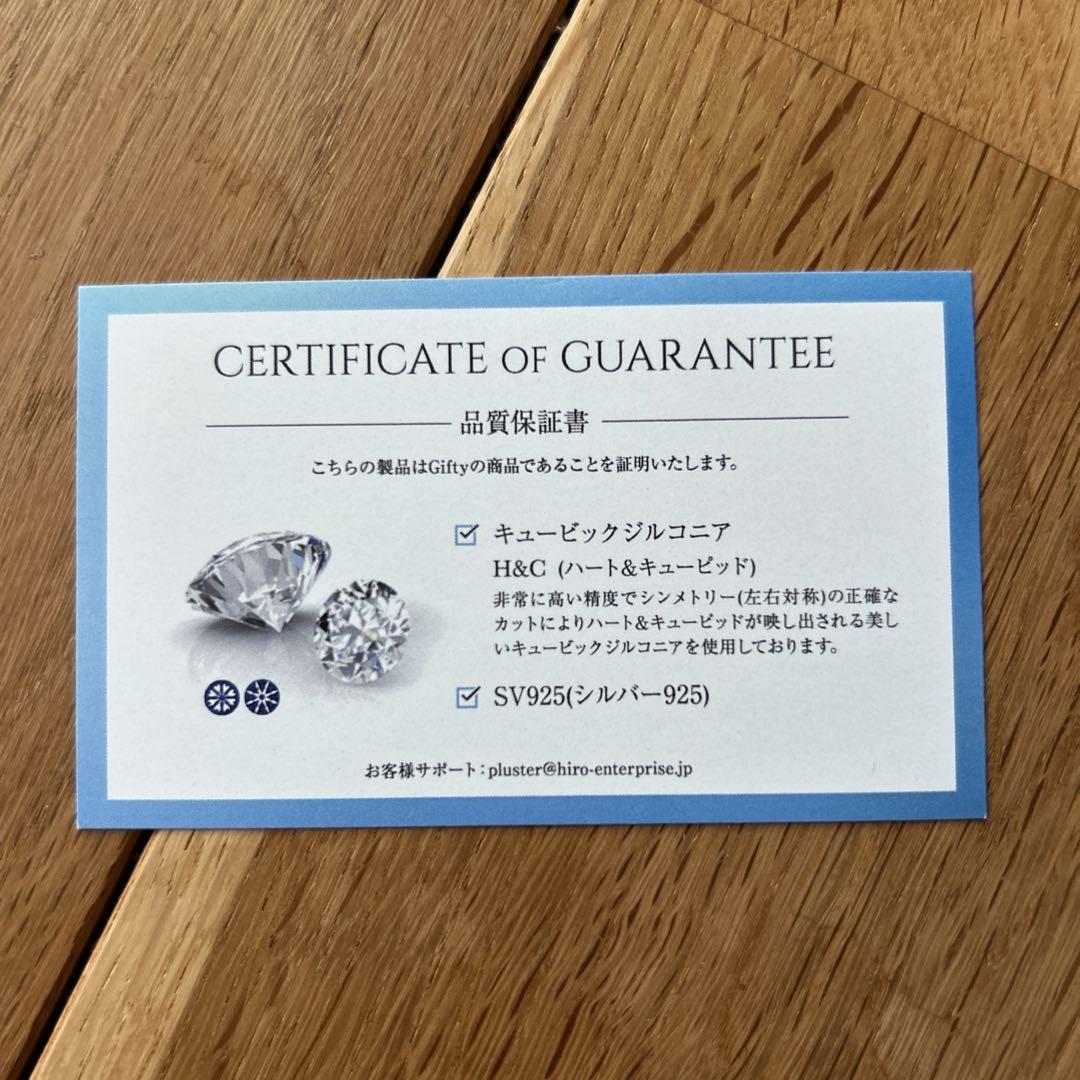 CERTIFICATE OF GUARANTEE
品質保証書
こちらの製品はGiftyの商品であることを証明いたします。
キュービックジルコニア
H&C (ハート&キューピッド)
非常に高い精度でシンメトリー(左右対称)の正確な
カットによりハート&キューピッドが映し出される美し
いキュービックジルコニアを使用しております。
SV925(シルバー925)
お客様サポート：pluster@hiro-enterprise.jp